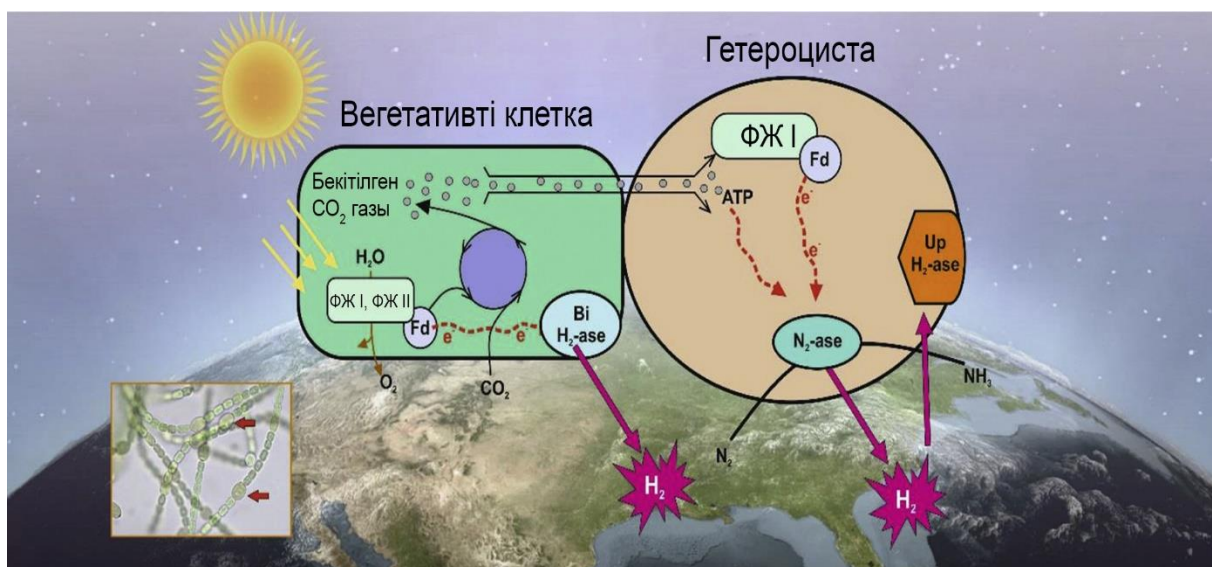 Гетероциста
Вегетативті клетка
ФЖ I
Fd
Бекітілген
CO₂ газы
ATP
e⁻
e⁻
Up
H₂-ase
H₂O
ФЖ I, ФЖ II
Fd
e⁻
e⁻
Bi
H₂-ase
N₂-ase
O₂
CO₂
NH₃
N₂
H₂
H₂